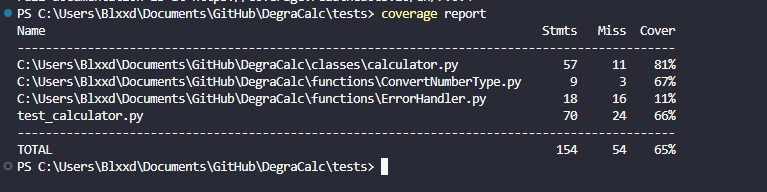 PS C:\Users\Blxxd\Documents\GitHub\DegraCalc\tests> coverage report
Name Stmts Miss Cover
---------------------------------------------------------------------------------
C:\Users\Blxxd\Documents\GitHub\DegraCalc\classes\calculator.py 57 11 81%
C:\Users\Blxxd\Documents\GitHub\DegraCalc\functions\ConvertNumberType.py 9 3 67%
C:\Users\Blxxd\Documents\GitHub\DegraCalc\functions\ErrorHandler.py 18 16 11%
test_calculator.py 70 24 66%
---------------------------------------------------------------------------------
TOTAL 154 54 65%
PS C:\Users\Blxxd\Documents\GitHub\DegraCalc\tests>